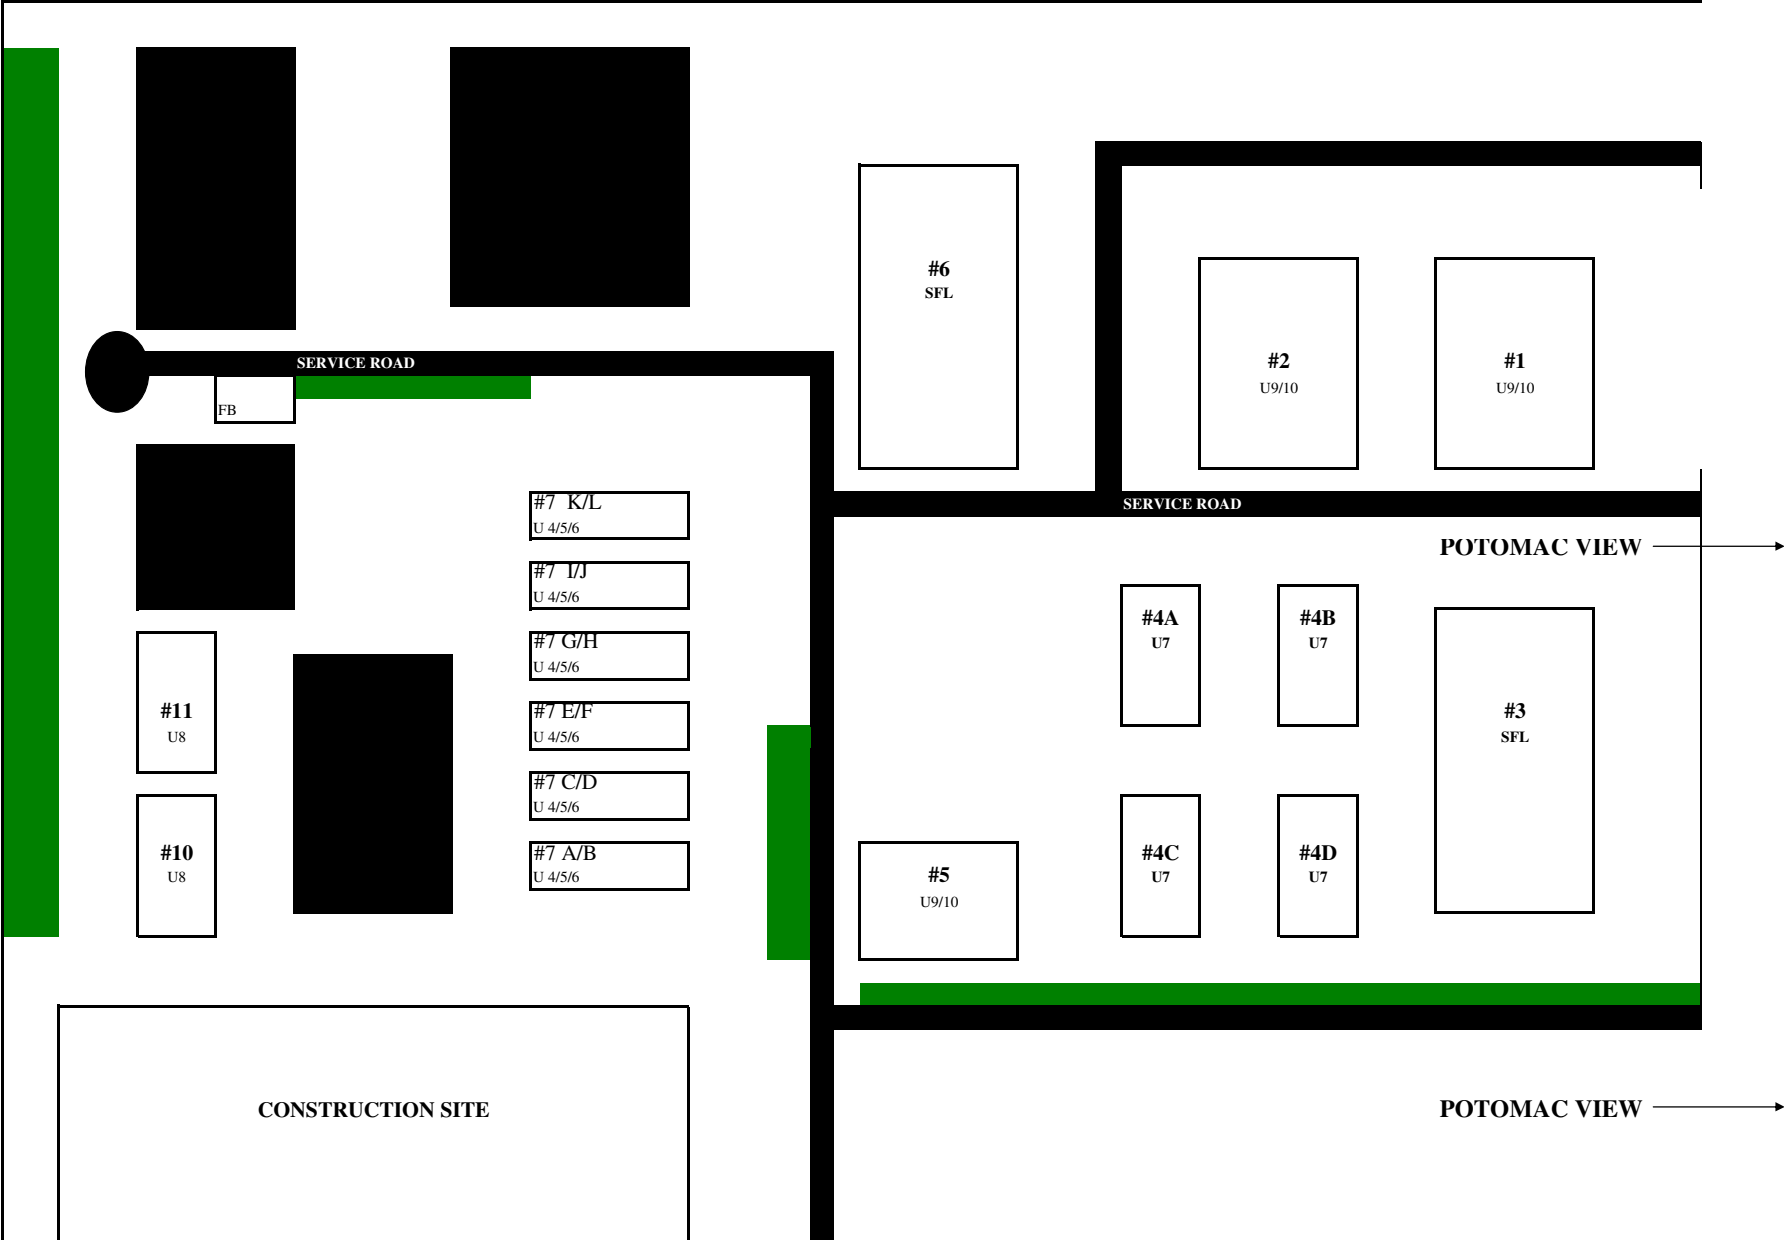 #6
SFL
#2
U9/10
#1
U9/10
SERVICE ROAD
FB
SERVICE ROAD
POTOMAC VIEW
#7 K/L
U 4/5/6
#7 I/J
U 4/5/6
#7 G/H
U 4/5/6
#7 E/F
U 4/5/6
#7 C/D
U 4/5/6
#7 A/B
U 4/5/6
#4A
U7
#4B
U7
#3
SFL
#11
U8
#10
U8
#5
U9/10
#4C
U7
#4D
U7
CONSTRUCTION SITE
POTOMAC VIEW